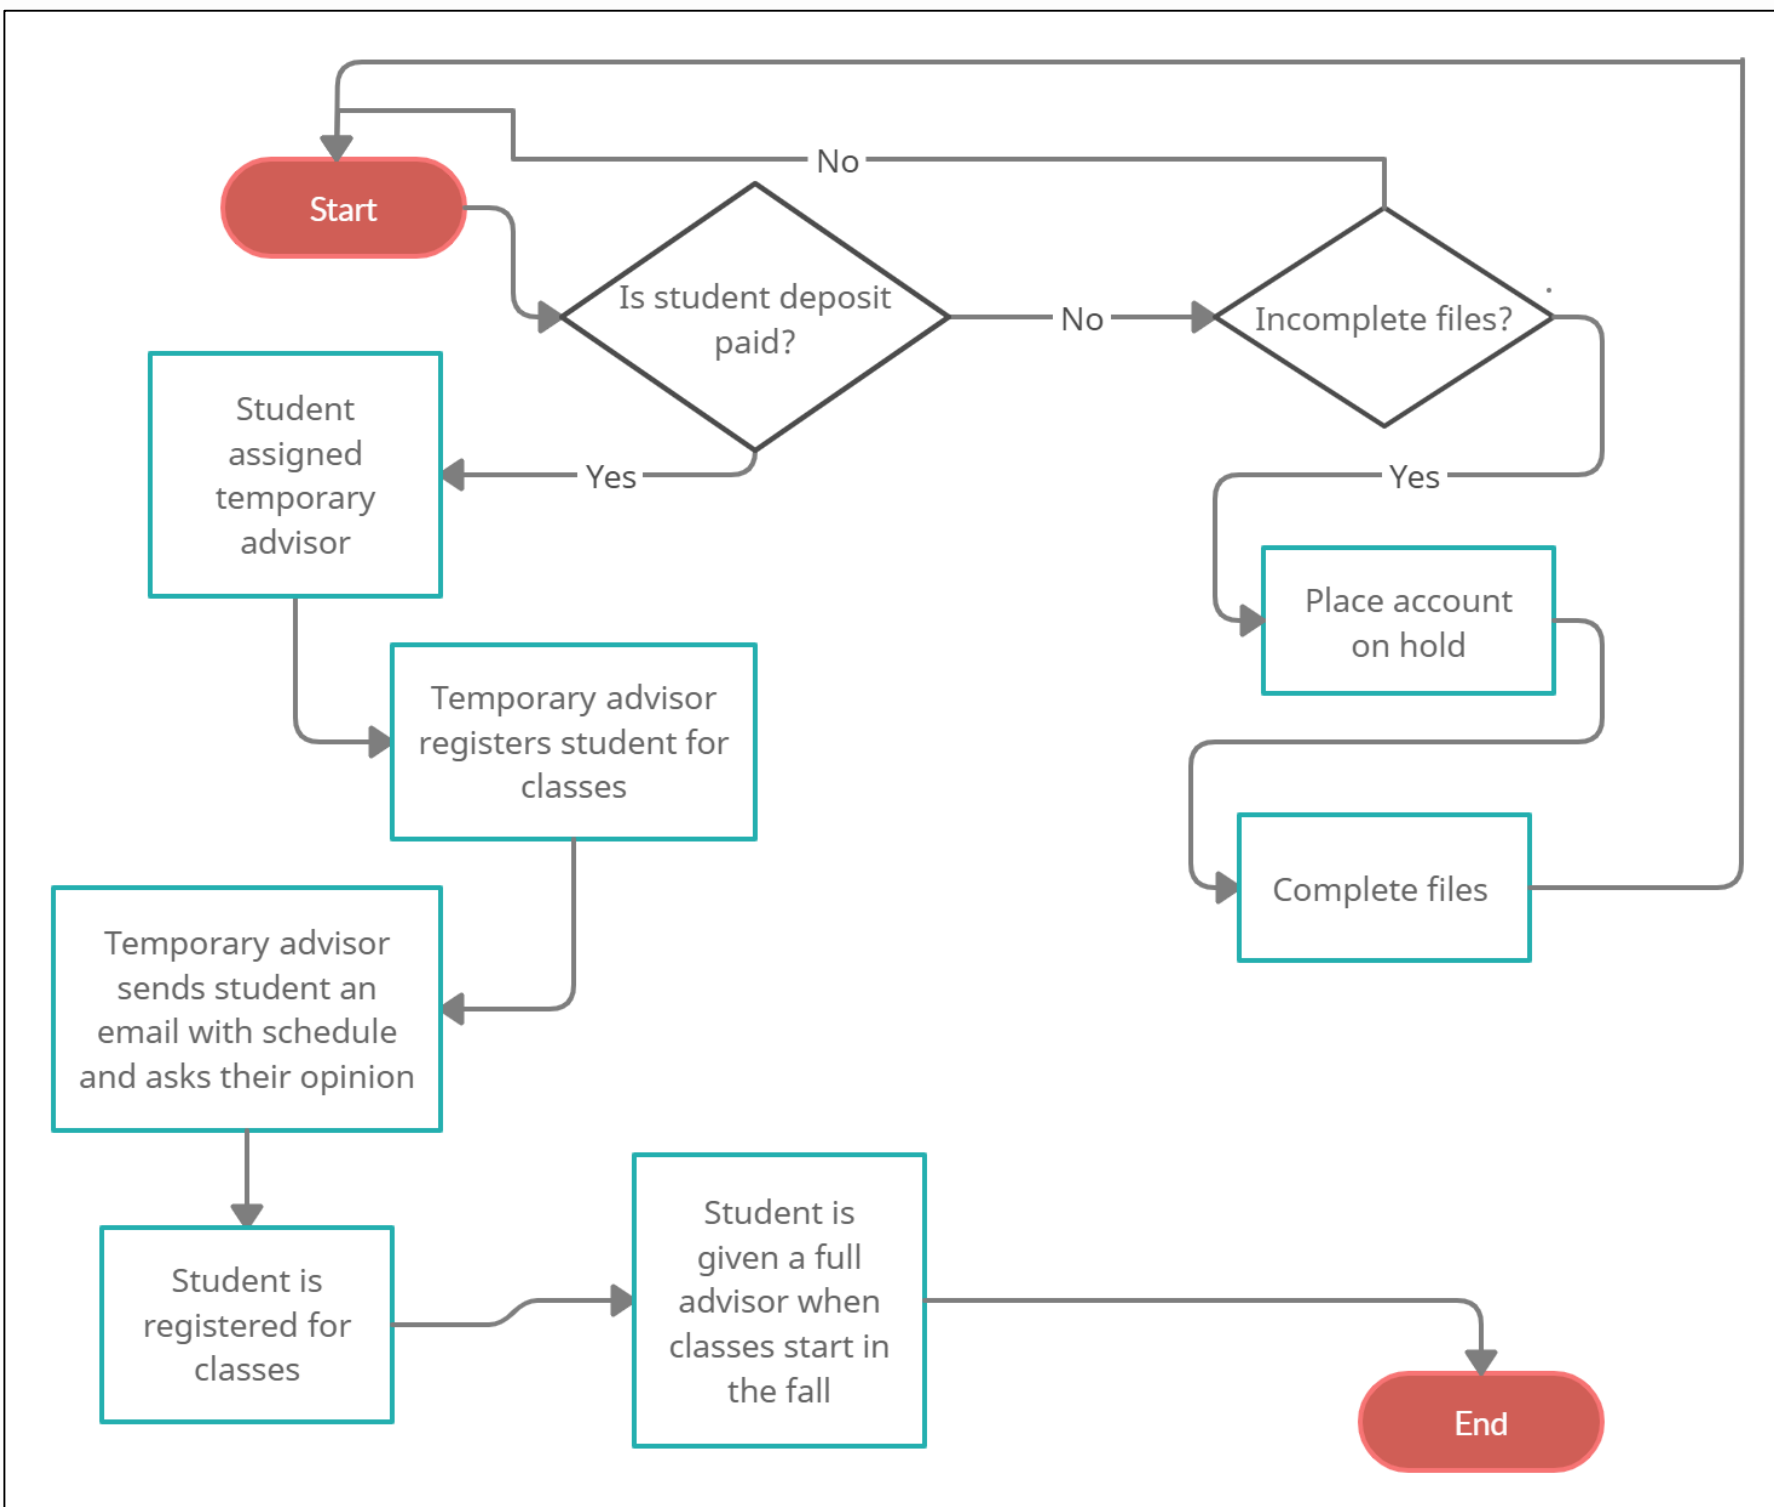 No
Start
Is student deposit
paid?
No
Incomplete files?
Student
assigned
temporary
advisor
Yes
Yes
Place account
on hold
Temporary advisor
registers student for
classes
Complete files
Temporary advisor
sends student an
email with schedule
and asks their opinion
Student is
registered for
classes
Student is
given a full
advisor when
classes start in
the fall
End